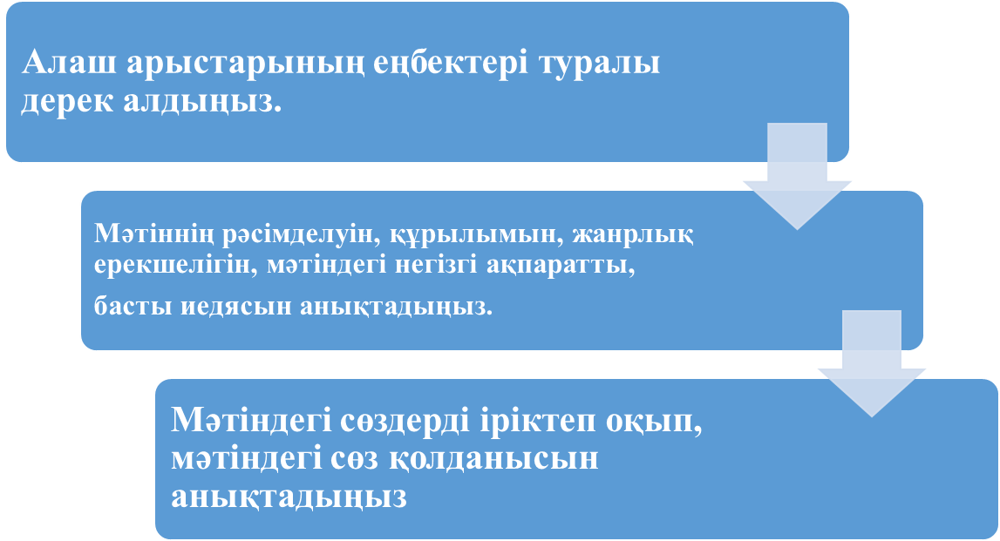 Алаш арыстарының еңбектері туралы
дерек алдыңыз.
Мәтіннің рәсімделуін, құрылымын, жанрлық
ерекшелігін, мәтіндегі негізгі ақпаратты,
басты иедясын анықтадыңыз.
Мәтіндегі сөздерді іріктеп оқып,
мәтіндегі сөз қолданысын
анықтадыңыз